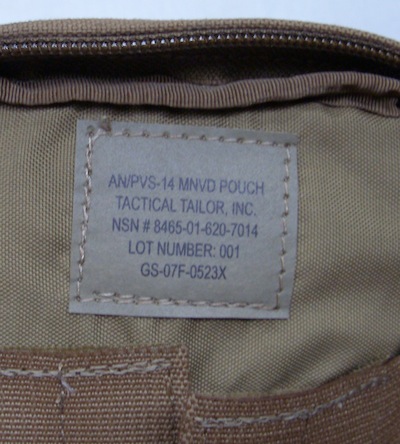 AN/PVS-14 MNVD POUCH
TACTICAL TAILOR, INC.
NSN # 8465-01-620-7014
LOT NUMBER: 001
GS-07F-0523X